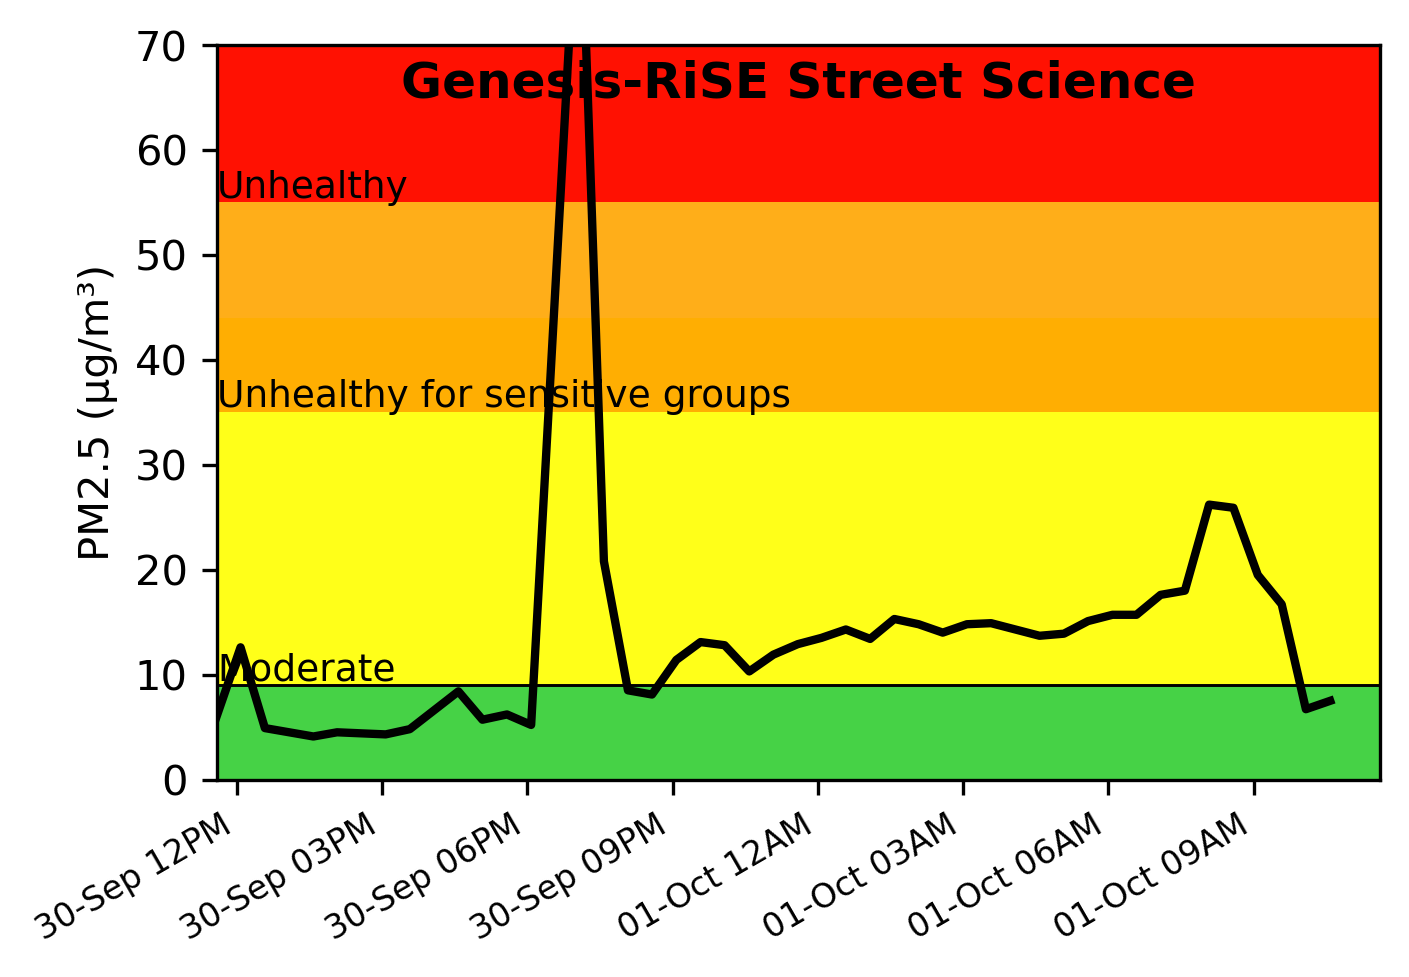 Genesis-RiSE Street Science
70
60
Unhealthy
50
40
Unhealthy for sensitive groups
30
20
Moderate
10
0
PM2.5 (µg/m³)
30-Sep 12PM
30-Sep 03PM
30-Sep 06PM
30-Sep 09PM
01-Oct 12AM
01-Oct 03AM
01-Oct 06AM
01-Oct 09AM